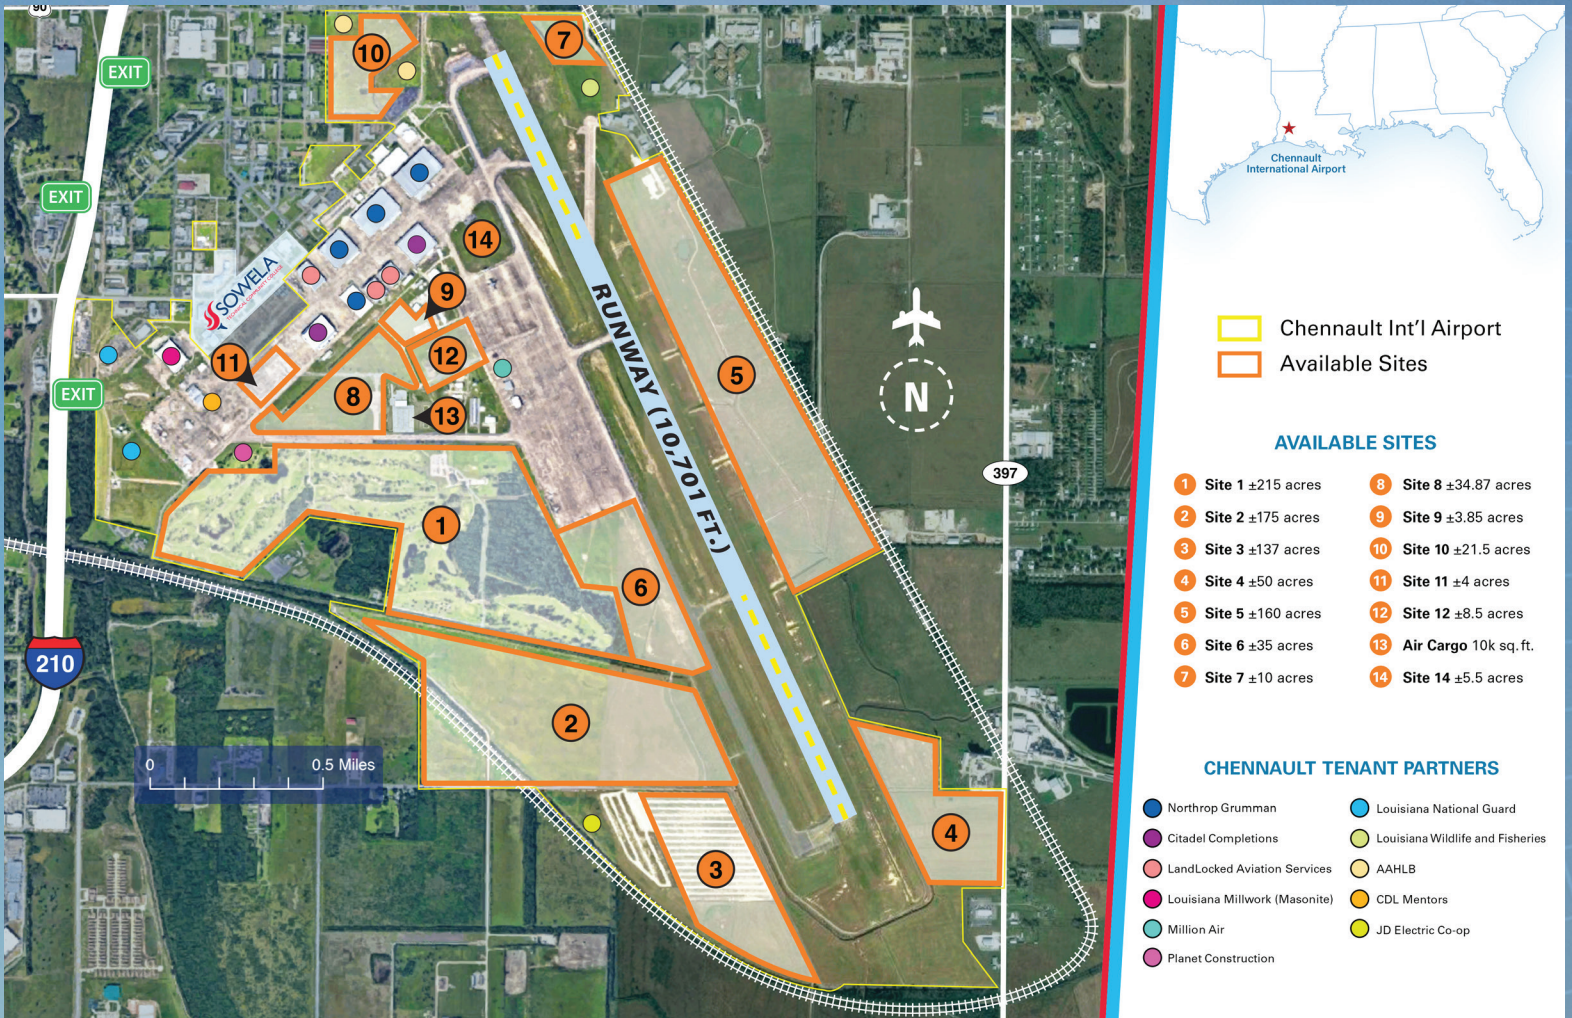 90
EXIT
EXIT
EXIT
210
397
10
7
14
9
12
11
8
13
5
1
6
2
3
4
SOWELA
TECHNICAL COMMUNITY COLLEGE
RUNWAY (10,701 FT.)
N
0 0.5 Miles
Chennault
International Airport
Chennault Int'l Airport
Available Sites
AVAILABLE SITES
1 Site 1 ±215 acres
2 Site 2 ±175 acres
3 Site 3 ±137 acres
4 Site 4 ±50 acres
5 Site 5 ±160 acres
6 Site 6 ±35 acres
7 Site 7 ±10 acres
8 Site 8 ±34.87 acres
9 Site 9 ±3.85 acres
10 Site 10 ±21.5 acres
11 Site 11 ±4 acres
12 Site 12 ±8.5 acres
13 Air Cargo 10k sq. ft.
14 Site 14 ±5.5 acres
CHENNAULT TENANT PARTNERS
Northrop Grumman
Citadel Completions
LandLocked Aviation Services
Louisiana Millwork (Masonite)
Million Air
Planet Construction
Louisiana National Guard
Louisiana Wildlife and Fisheries
AAHLB
CDL Mentors
JD Electric Co-op